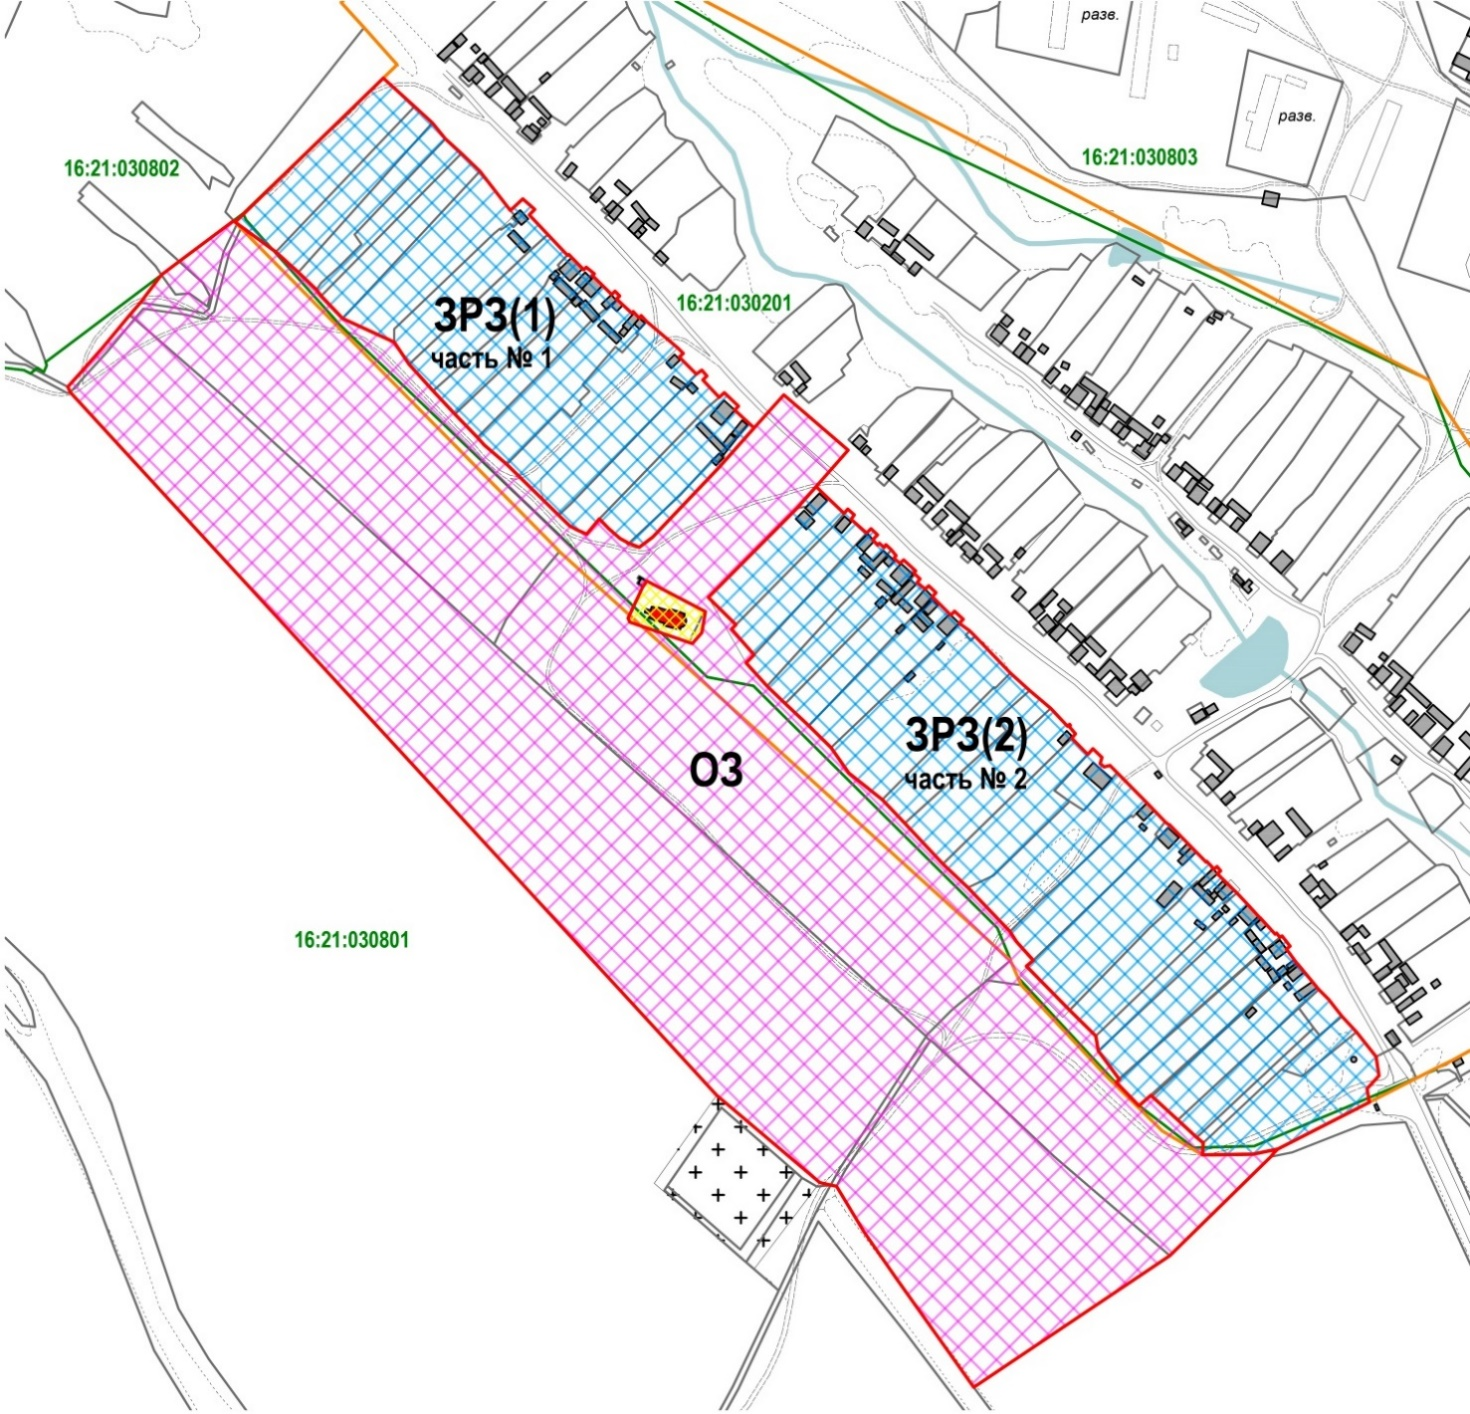 разв.
разв.
16:21:030803
16:21:030802
16:21:030201
ЗРЗ(1)
часть № 1
ЗРЗ(2)
часть № 2
ОЗ
16:21:030801